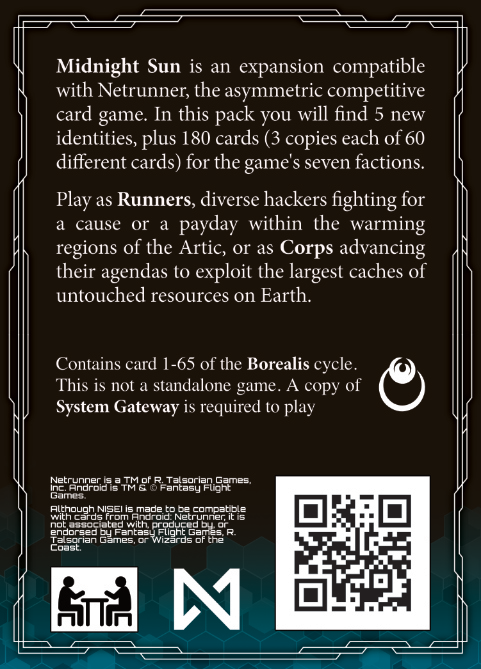 Midnight Sun is an expansion compatible
with Netrunner, the asymmetric competitive
card game. In this pack you will find 5 new
identities, plus 180 cards (3 copies each of 60
different cards) for the game's seven factions.
Play as Runners, diverse hackers fighting for
a cause or a payday within the warming
regions of the Artic, or as Corps advancing
their agendas to exploit the largest caches of
untouched resources on Earth.
Contains card 1-65 of the Borealis cycle.
This is not a standalone game. A copy of
System Gateway is required to play
Netrunner is a TM of R. Talsorian Games,
Inc. Android is TM & © Fantasy Flight
Games.
Although NISEI is made to be compatible
with cards from Android: Netrunner, it is
not associated with, produced by, or
endorsed by Fantasy Flight Games, R.
Talsorian Games, or Wizards of the
Coast.